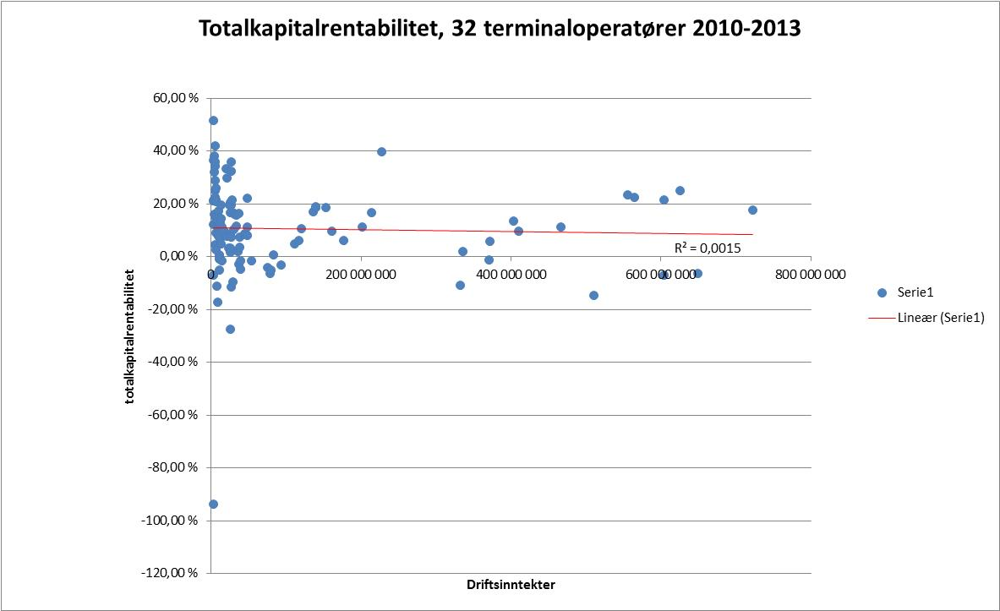 Totalkapitalrentabilitet, 32 terminaloperatører 2010-2013
60,00 %
40,00 %
20,00 %
0,00 %
-20,00 %
-40,00 %
-60,00 %
-80,00 %
-100,00 %
-120,00 %
totalkapitalrentabilitet
0
200 000 000
400 000 000
600 000 000
800 000 000
R² = 0,0015
Serie1
Lineær (Serie1)
Driftsinntekter